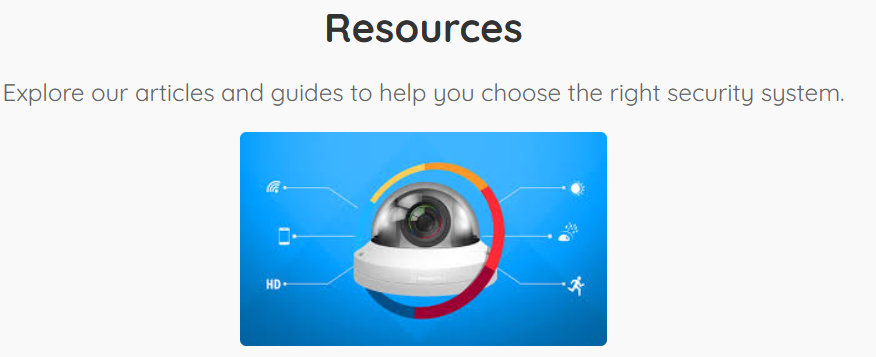 Resources
Explore our articles and guides to help you choose the right security system.
HD